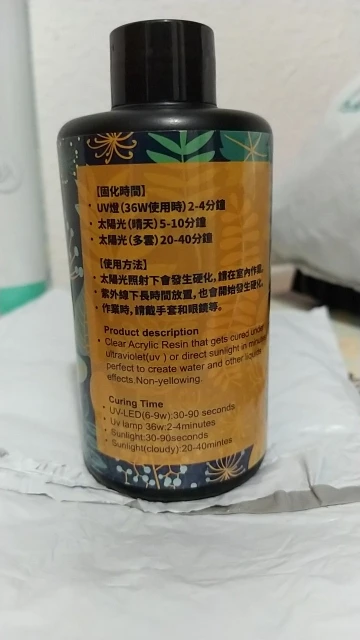 【固化時間】
UV燈(36W使用時)2-4分鐘
・太陽光(晴天)5-10分鐘
・太陽光(多雲)20-40分鐘
【使用方法】
・太陽光照射下會發生硬化,請在室內作業。
・紫外線下長時間放置,也會開始發生硬化。
・作業時,請戴手套和眼鏡等。
Product description
• Clear Acrylic Resin that gets cured under
ultraviolet(uv ) or direct sunlight in minutes
perfect to create water and other liquid
effects.Non-yellowing.
Curing Time
• UV-LED(6-9w):30-90 seconds
• Uv lamp 36w:2-4minutes
• Sunlight:30-90seconds
• Sunlight(cloudy):20-40mintes